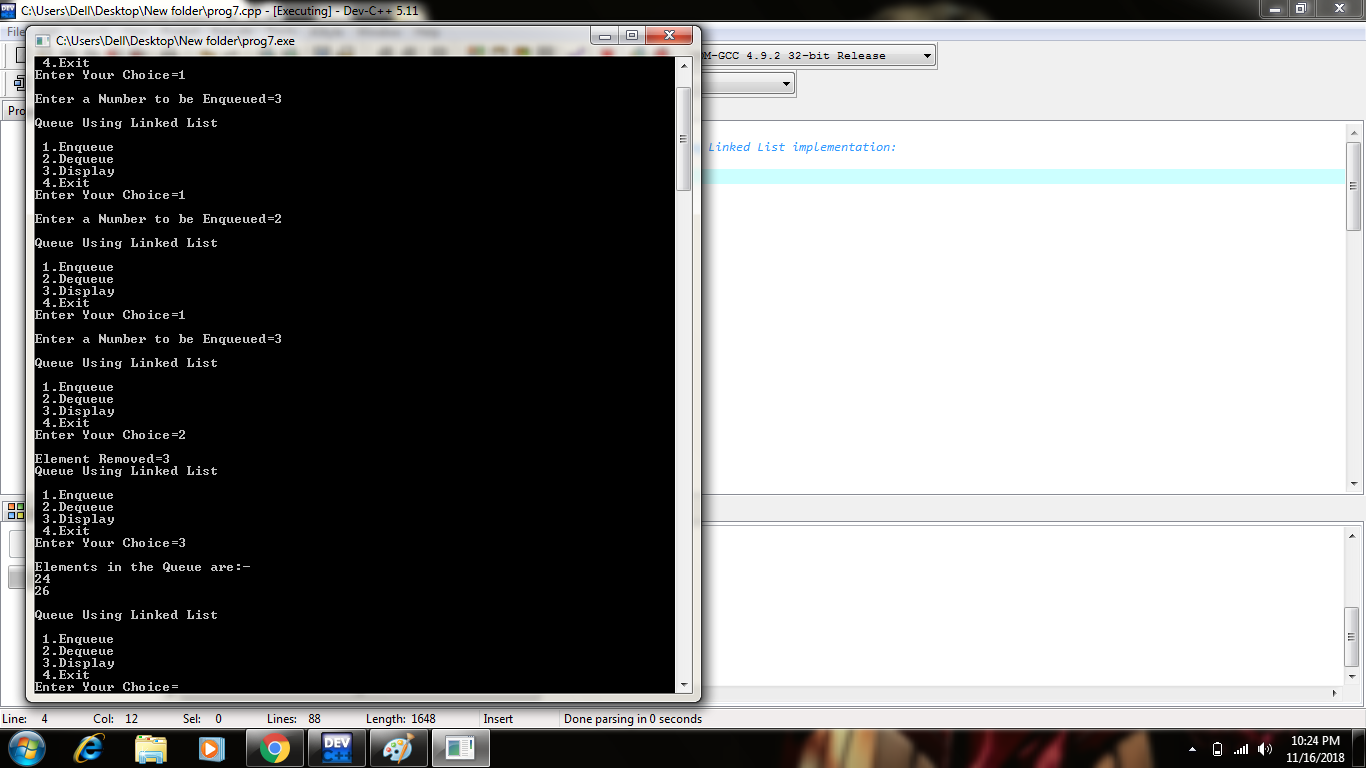 C:\Users\Dell\Desktop\New folder\prog7.cpp - [Executing] - Dev-C++ 5.11
C:\Users\Dell\Desktop\New folder\prog7.exe
GCC 4.9.2 32-bit Release
4.Exit
Enter Your Choice=1
Enter a Number to be Enqueued=3
Queue Using Linked List
1.Enqueue
2.Dequeue
3.Display
4.Exit
Enter Your Choice=1
Enter a Number to be Enqueued=2
Queue Using Linked List
1.Enqueue
2.Dequeue
3.Display
4.Exit
Enter Your Choice=1
Enter a Number to be Enqueued=3
Queue Using Linked List
1.Enqueue
2.Dequeue
3.Display
4.Exit
Enter Your Choice=2
Element Removed=3
Queue Using Linked List
1.Enqueue
2.Dequeue
3.Display
4.Exit
Enter Your Choice=3
Elements in the Queue are:-
24
26
Queue Using Linked List
1.Enqueue
2.Dequeue
3.Display
4.Exit
Enter Your Choice=
Linked List implementation:
Line: 4 Col: 12 Sel: 0 Lines: 88 Length: 1648 Insert Done parsing in 0 seconds
DEV C++
10:24 PM
11/16/2018